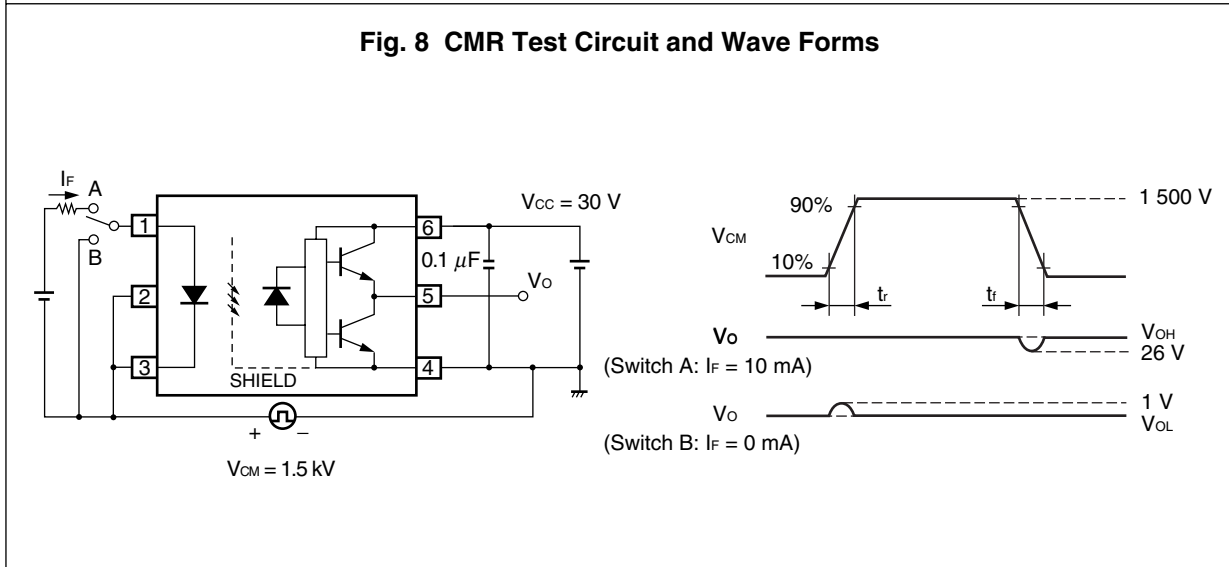 Fig. 8 CMR Test Circuit and Wave Forms
IF
A
B
1
2
3
SHIELD
6
5
4
VCC = 30 V
0.1 μF
VO
+
–
VCM = 1.5 kV
90%
10%
VCM
1 500 V
tr
tf
VO
(Switch A: IF = 10 mA)
VOH
26 V
VO
(Switch B: IF = 0 mA)
1 V
VOL